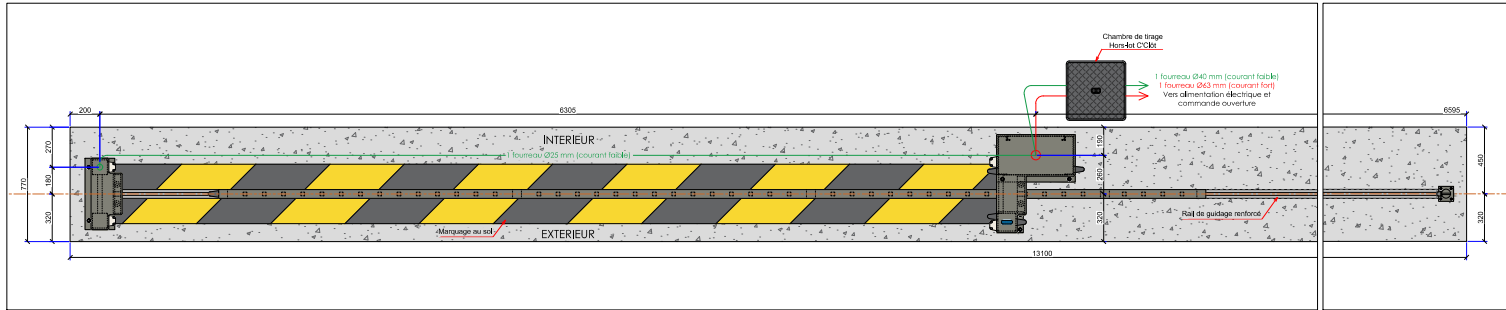 Chambre de tirage
Hors-lot C'Clôt
1 fourreau Ø40 mm (courant faible)
1 fourreau Ø63 mm (courant fort)
Vers alimentation électrique et
commande ouverture
200
6305
6595
INTERIEUR
1 fourreau Ø25 mm (courant faible)
270
180
770
320
190
260
320
450
320
Rail de guidage renforcé
Marquage au sol
EXTERIEUR
13100